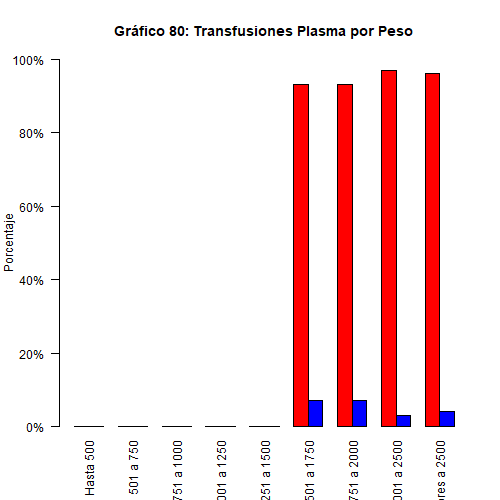 Gráfico 80: Transfusiones Plasma por Peso
100%
80%
60%
40%
20%
0%
Porcentaje
Hasta 500
501 a 750
751 a 1000
001 a 1250
251 a 1500
501 a 1750
751 a 2000
001 a 2500
ores a 2500